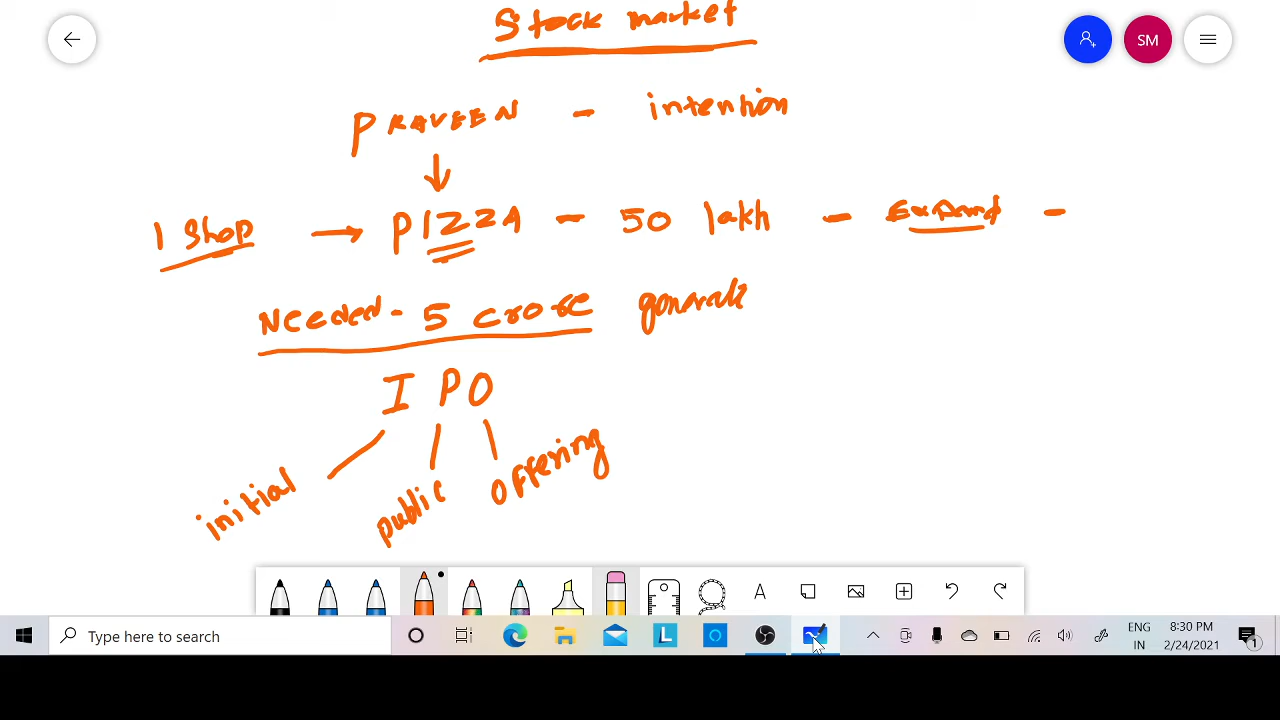 Stock market
SM
PRAVEEN - intention
1 Shop → PIZZA - 50 lakh - Expand -
Needed - 5 crore generate
I P O
initial public offering
A
Type here to search
L
ENG
IN
8:30 PM
2/24/2021
1